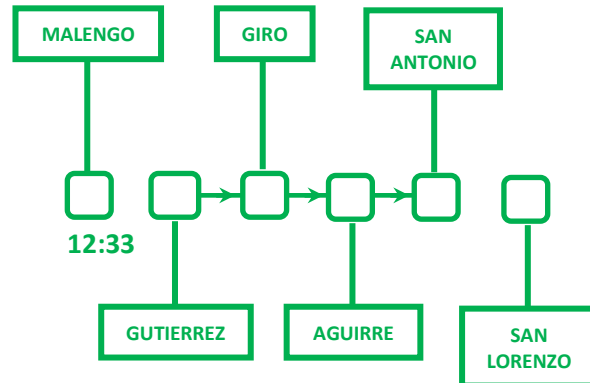 MALENGO
GIRO
SAN
ANTONIO
12:33
GUTIERREZ
AGUIRRE
SAN
LORENZO